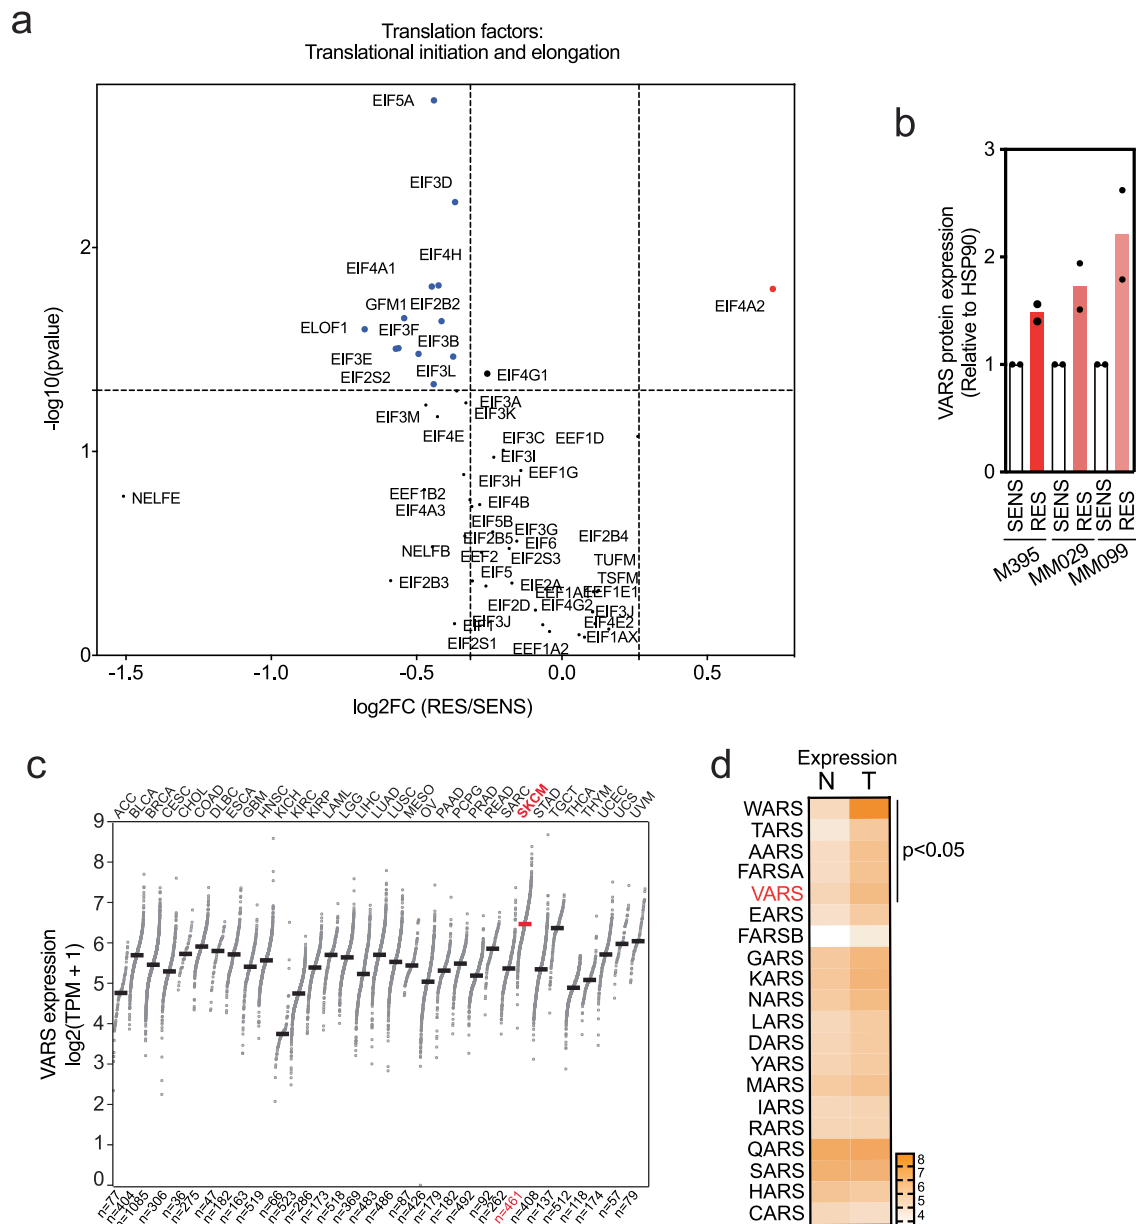 a
Translation factors:
Translational initiation and elongation
EIF5A
EIF3D
EIF4H
EIF4A1
GFM1
EIF2B2
ELOF1
EIF3F
EIF3B
EIF3E
EIF3L
EIF2S2
EIF4G1
EIF4A2
EIF3A
EIF3K
EIF3M
EIF4E
EIF3C
EEF1D
EIF3I
EEF1G
EIF3H
NELFE
EEF1B2
EIF4B
EIF4A3
EIF5B
EIF3G
EIF2B4
EIF2B5
EIF6
NELFB
EEF2
EIF2S3
TUFM
EIF5
TSFM
EIF2B3
EIF2A
EEF1AE1
EEF1E1
EIF2D
EIF4G2
EIF3J
EIF3J
EIF1
EIF4E2
EIF2S1
EEF1A2
EIF1AX
2
1
0
-log10(pvalue)
-1.5
-1.0
-0.5
0.0
0.5
log2FC (RES/SENS)
b
VARS protein expression
(Relative to HSP90)
3
2
1
0
SENS
RES
SENS
RES
SENS
RES
M395
MM029
MM099
c
ACC
BLCA
BRCA
CESC
CHOL
COAD
DLBC
ESCA
GBM
HNSC
KICH
KIRC
KIRP
LAML
LGG
LIHC
LUAD
LUSC
MESO
OV
PAAD
PCPG
PRAD
READ
SARC
SKCM
STAD
TGCT
THCA
THYM
UCEC
UCS
UVM
VARS expression
log2(TPM + 1)
9
8
7
6
5
4
3
2
1
0
n=77
n=404
n=1085
n=306
n=36
n=275
n=47
n=182
n=163
n=519
n=66
n=523
n=286
n=173
n=518
n=369
n=483
n=486
n=87
n=426
n=179
n=182
n=492
n=92
n=262
n=461
n=408
n=137
n=512
n=118
n=174
n=57
n=79
d
Expression
N T
WARS
TARS
AARS
FARSA
VARS
EARS
FARSB
GARS
KARS
NARS
LARS
DARS
YARS
MARS
IARS
RARS
QARS
SARS
HARS
CARS
p<0.05
8
7
6
5
4